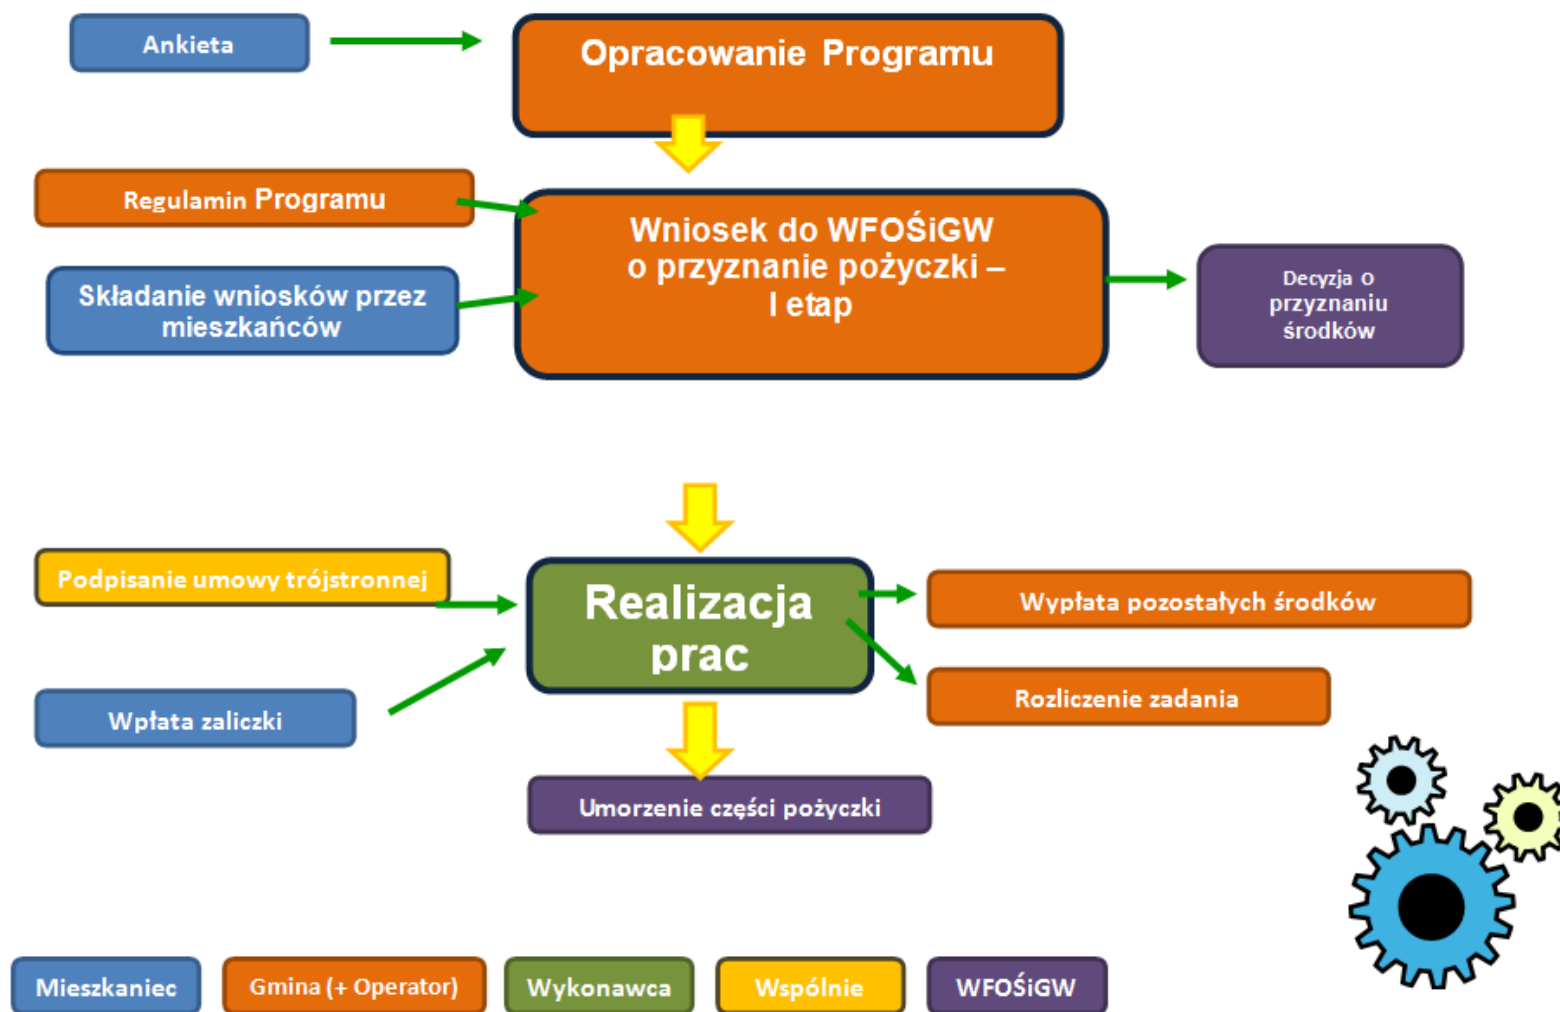 Ankieta
Opracowanie Programu
Regulamin Programu
Składanie wniosków przez
mieszkańców
Wniosek do WFOŚiGW
o przyznanie pożyczki –
I etap
Decyzja o
przyznaniu
środków
Podpisanie umowy trójstronnej
Wpłata zaliczki
Realizacja
prac
Wypłata pozostałych środków
Rozliczenie zadania
Umorzenie części pożyczki
Mieszkaniec
Gmina (+ Operator)
Wykonawca
Wspólnie
WFOŚiGW